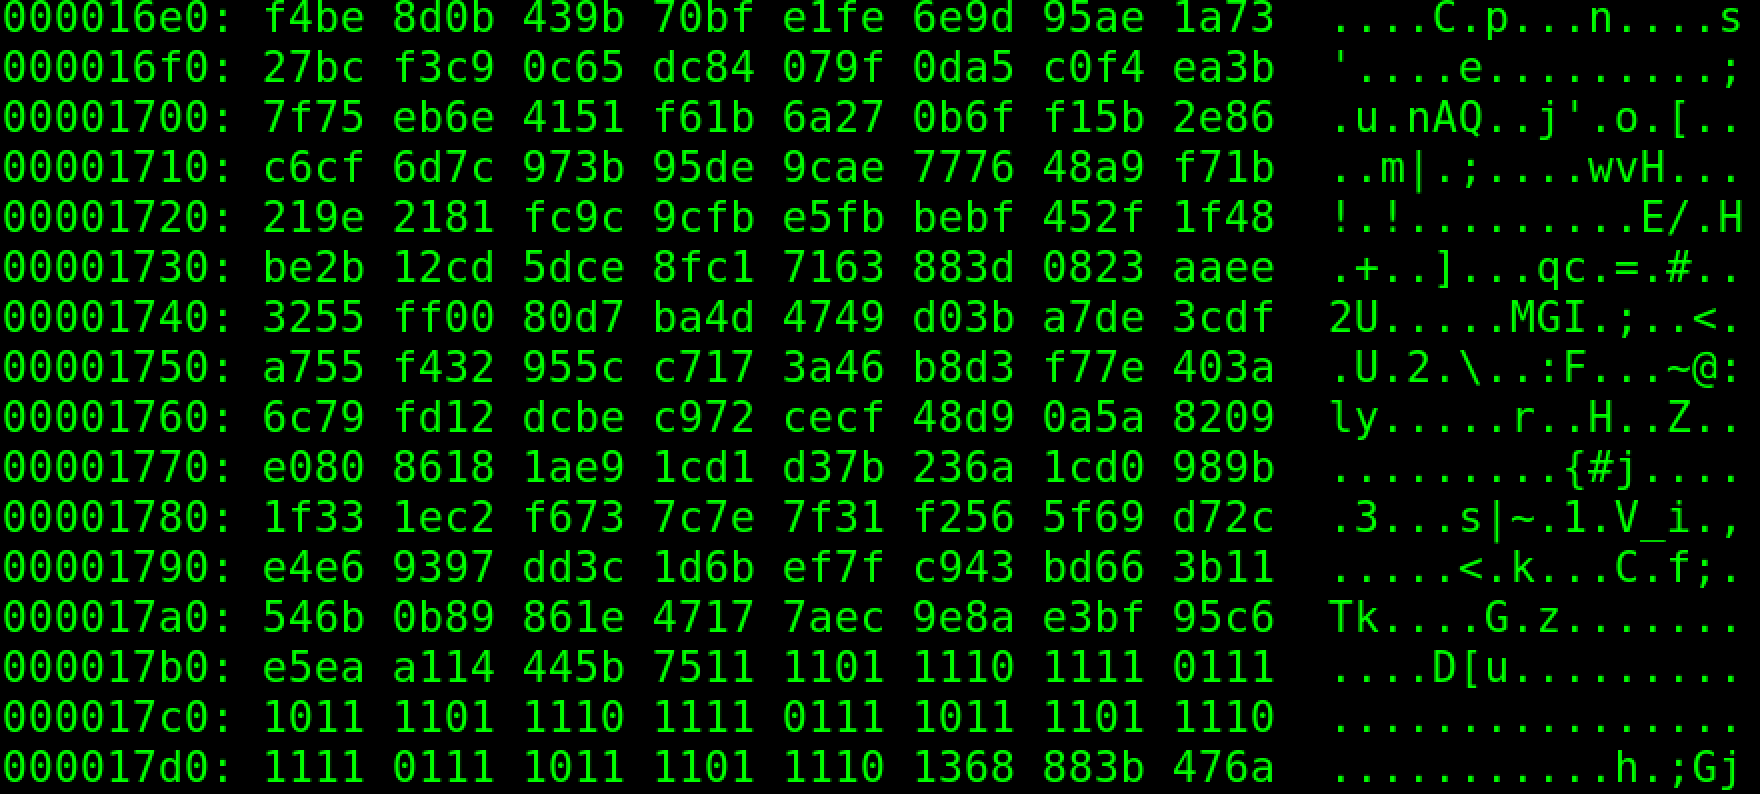 000016e0: f4be 8d0b 439b 70bf e1fe 6e9d 95ae 1a73  ....C.p...n....s
000016f0: 27bc f3c9 0c65 dc84 079f 0da5 c0f4 ea3b  '....e.........;
00001700: 7f75 eb6e 4151 f61b 6a27 0b6f f15b 2e86  .u.nAQ..j'.o.[..
00001710: c6cf 6d7c 973b 95de 9cae 7776 48a9 f71b  ..m|.;....wvH...
00001720: 219e 2181 fc9c 9cfb e5fb bebf 452f 1f48  !.!.........E/.H
00001730: be2b 12cd 5dce 8fc1 7163 883d 0823 aaee  .+..]...qc.=.#..
00001740: 3255 ff00 80d7 ba4d 4749 d03b a7de 3cdf  2U.....MGI.;..<.
00001750: a755 f432 955c c717 3a46 b8d3 f77e 403a  .U.2.\..:F...~@:
00001760: 6c79 fd12 dcbe c972 cecf 48d9 0a5a 8209  ly.....r..H..Z..
00001770: e080 8618 1ae9 1cd1 d37b 236a 1cd0 989b  .........{#j....
00001780: 1f33 1ec2 f673 7c7e 7f31 f256 5f69 d72c  .3...s|~.1.V_i.,
00001790: e4e6 9397 dd3c 1d6b ef7f c943 bd66 3b11  .....<.k...C.f;.
000017a0: 546b 0b89 861e 4717 7aec 9e8a e3bf 95c6  Tk....G.z.......
000017b0: e5ea a114 445b 7511 1101 1110 1111 0111  ....D[u.........
000017c0: 1011 1101 1110 1111 0111 1011 1101 1110  ................
000017d0: 1111 0111 1011 1101 1110 1368 883b 476a  ...........h.;Gj